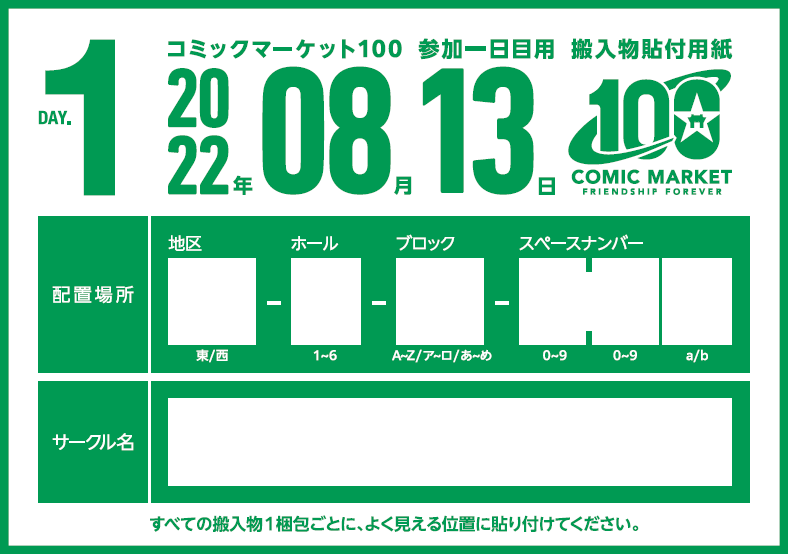 コミックマーケット100 参加一日目用 搬入物貼付用紙
DAY.1
2022年08月13日
100
COMIC MARKET
FRIENDSHIP FOREVER
配置場所
地区 ホール ブロック スペースナンバー
- - -
東/西 1~6 A~Z/ア~ロ/あ~め 0~9 0~9 a/b
サークル名
すべての搬入物1梱包ごとに、よく見える位置に貼り付けてください。